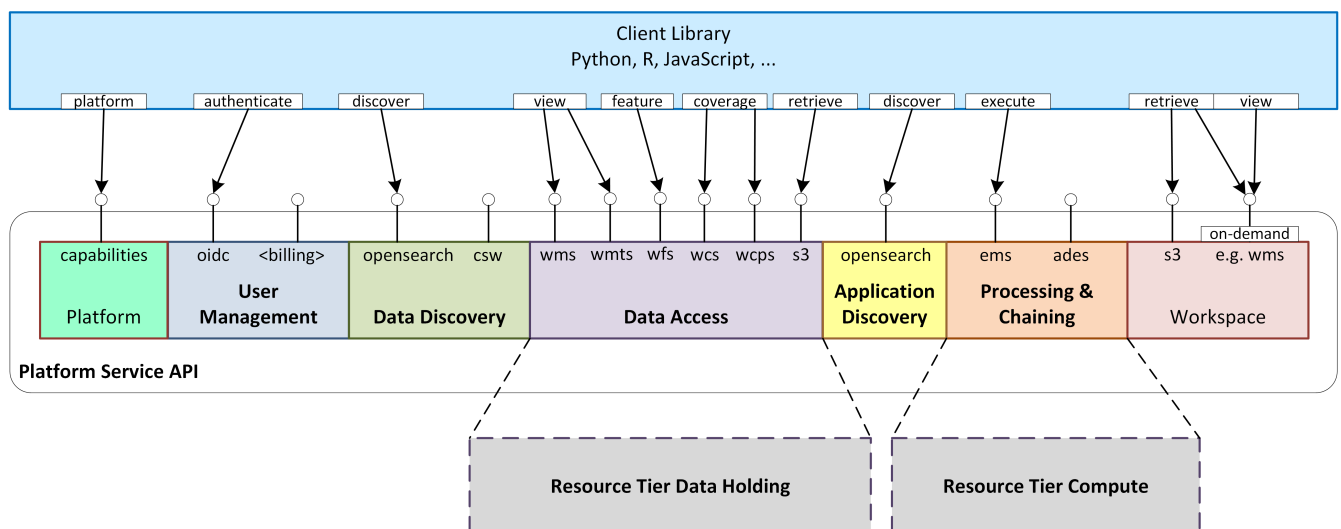 Client Library
Python, R, JavaScript, ...
platform authenticate discover view feature coverage retrieve discover execute retrieve view
on-demand
capabilities oidc <billing> opensearch csw wms wmts wfs wcs wcps s3 opensearch ems ades s3 e.g. wms
User Application Processing &
Platform Management Data Discovery Data Access Discovery Chaining Workspace
Platform Service API
Resource Tier Data Holding Resource Tier Compute